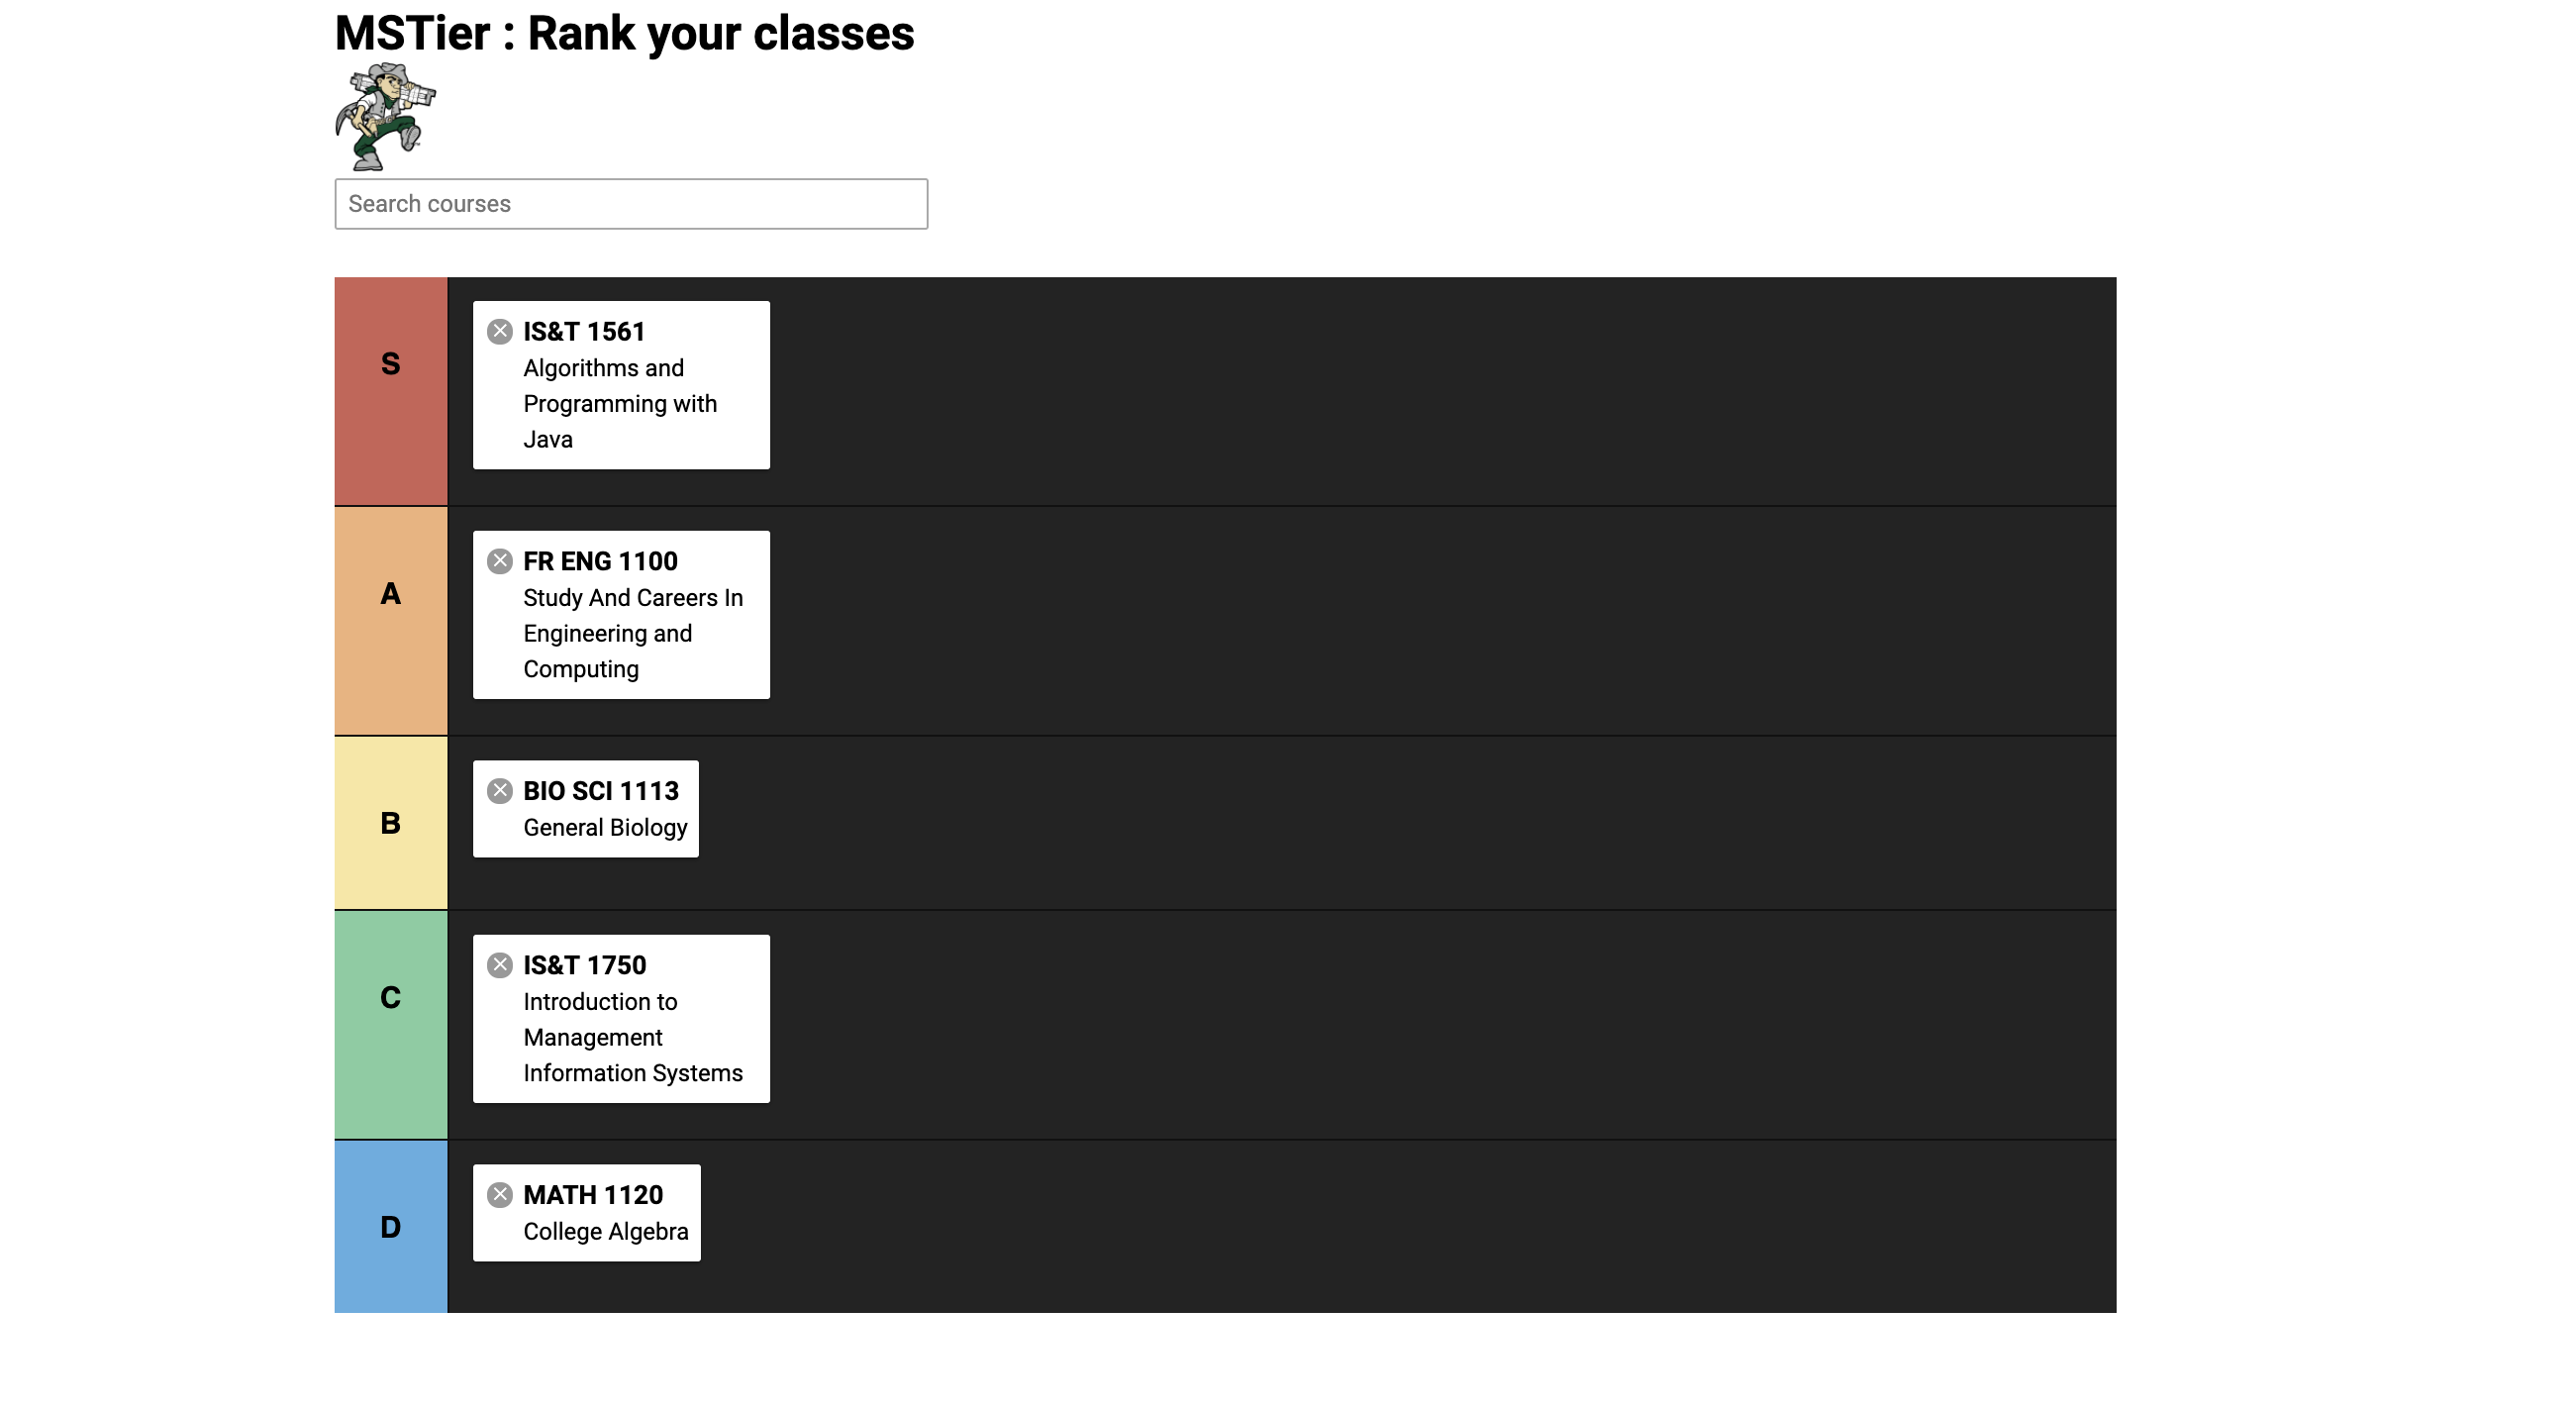 MSTier : Rank your classes
Search courses
S
IS&T 1561
Algorithms and
Programming with
Java
A
FR ENG 1100
Study And Careers In
Engineering and
Computing
B
BIO SCI 1113
General Biology
C
IS&T 1750
Introduction to
Management
Information Systems
D
MATH 1120
College Algebra